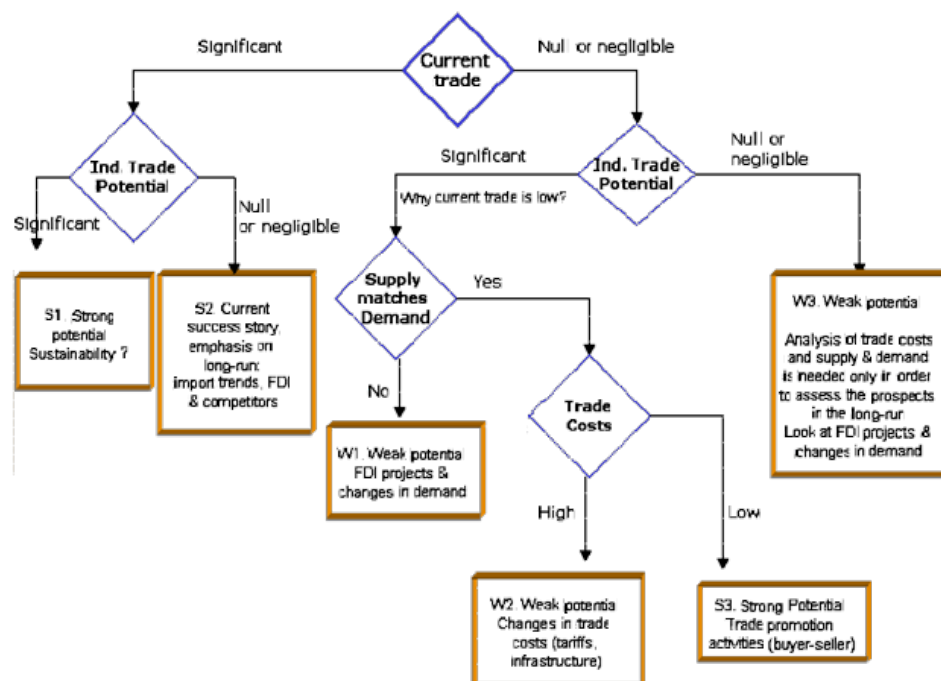 Significant
Null or negligible
Current
trade
Ind. Trade
Potential
Significant
Null
or negligible
S1. Strong
potential
Sustainability ?
S2. Current
success story,
emphasis on
long-run:
import trends, FDI
& competitors
Significant
Ind. Trade
Potential
Null or
negligible
Why current trade is low?
Supply
matches
Demand
Yes
No
W1. Weak potential
FDI projects &
changes in demand
Trade
Costs
High
Low
W2. Weak potential
Changes in trade
costs (tariffs,
infrastructure)
S3. Strong Potential
Trade promotion
activities (buyer-seller)
W3. Weak potential
Analysis of trade costs
and supply & demand
is needed only in order
to assess the prospects
in the long-run
Look at FDI projects &
changes in demand